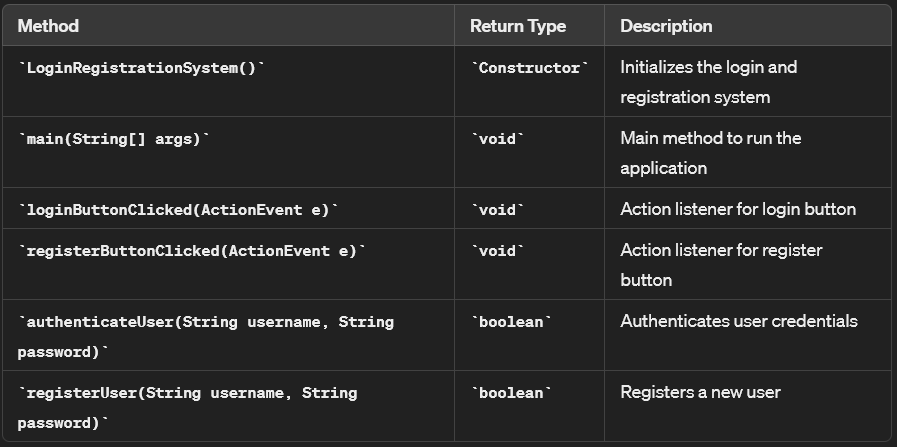 Method Return Type Description
`LoginRegistrationSystem()` `Constructor` Initializes the login and
registration system
`main(String[] args)` `void` Main method to run the
application
`loginButtonClicked(ActionEvent e)` `void` Action listener for login button
`registerButtonClicked(ActionEvent e)` `void` Action listener for register
button
`authenticateUser(String username, String `boolean` Authenticates user credentials
password)`
`registerUser(String username, String `boolean` Registers a new user
password)`